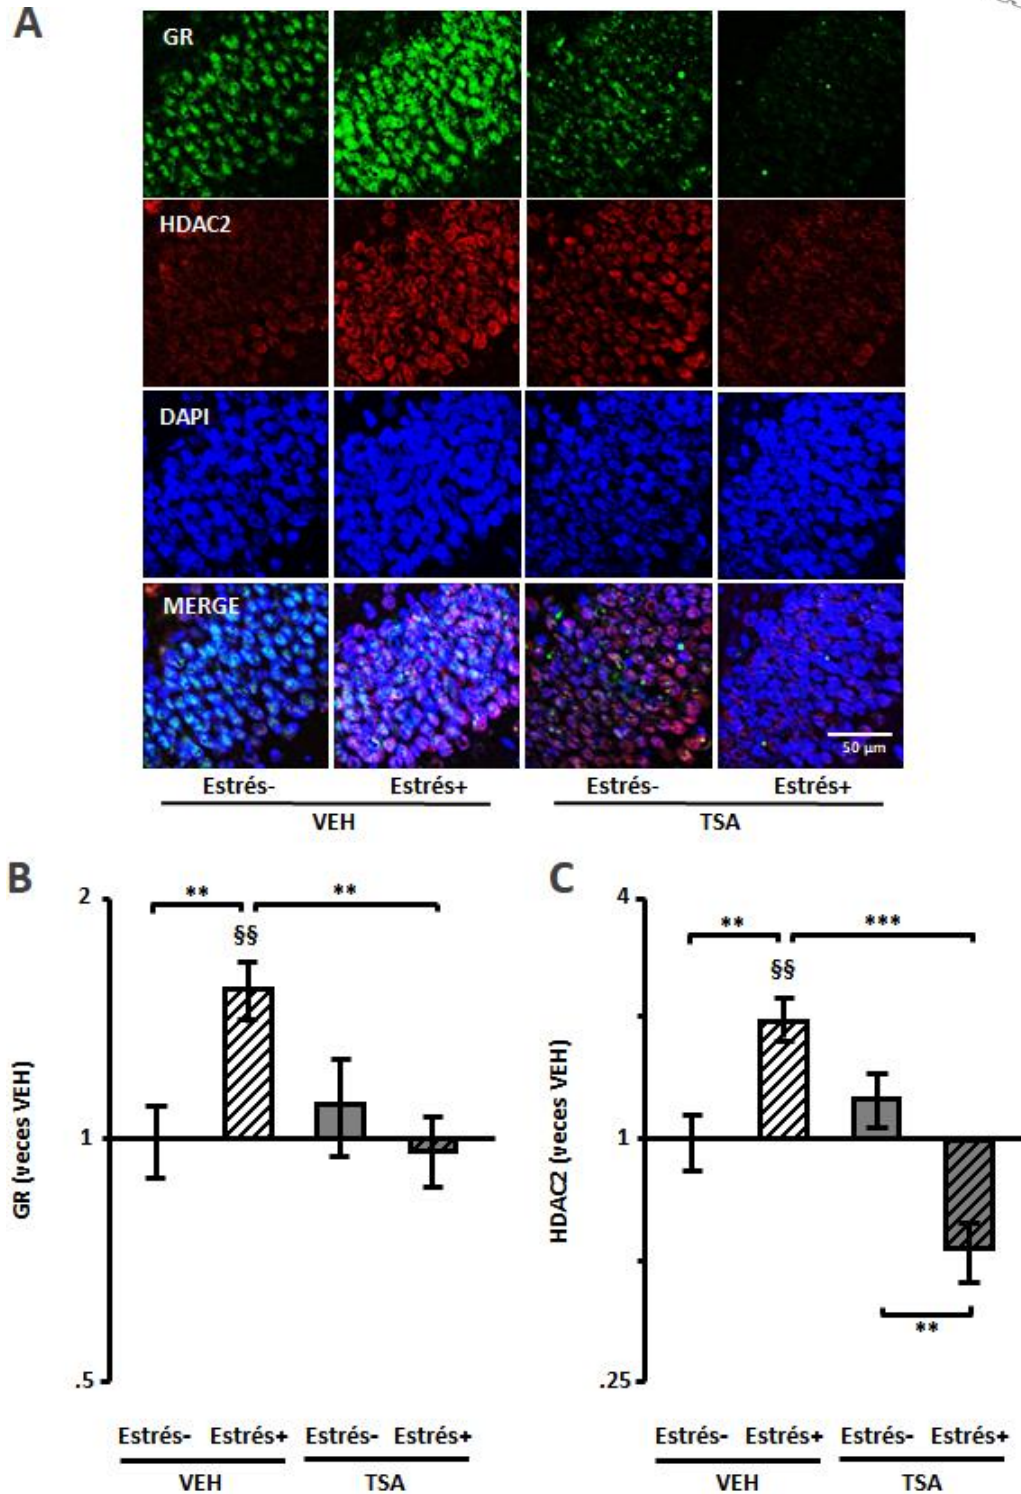 A
GR
HDAC2
DAPI
MERGE
50 µm
Estrés- Estrés+ Estrés- Estrés+
VEH TSA
B
GR (veces VEH)
2
1
.5
** **
§§
Estrés- Estrés+ Estrés- Estrés+
VEH TSA
C
HDAC2 (veces VEH)
4
1
.25
** ***
§§
**
Estrés- Estrés+ Estrés- Estrés+
VEH TSA